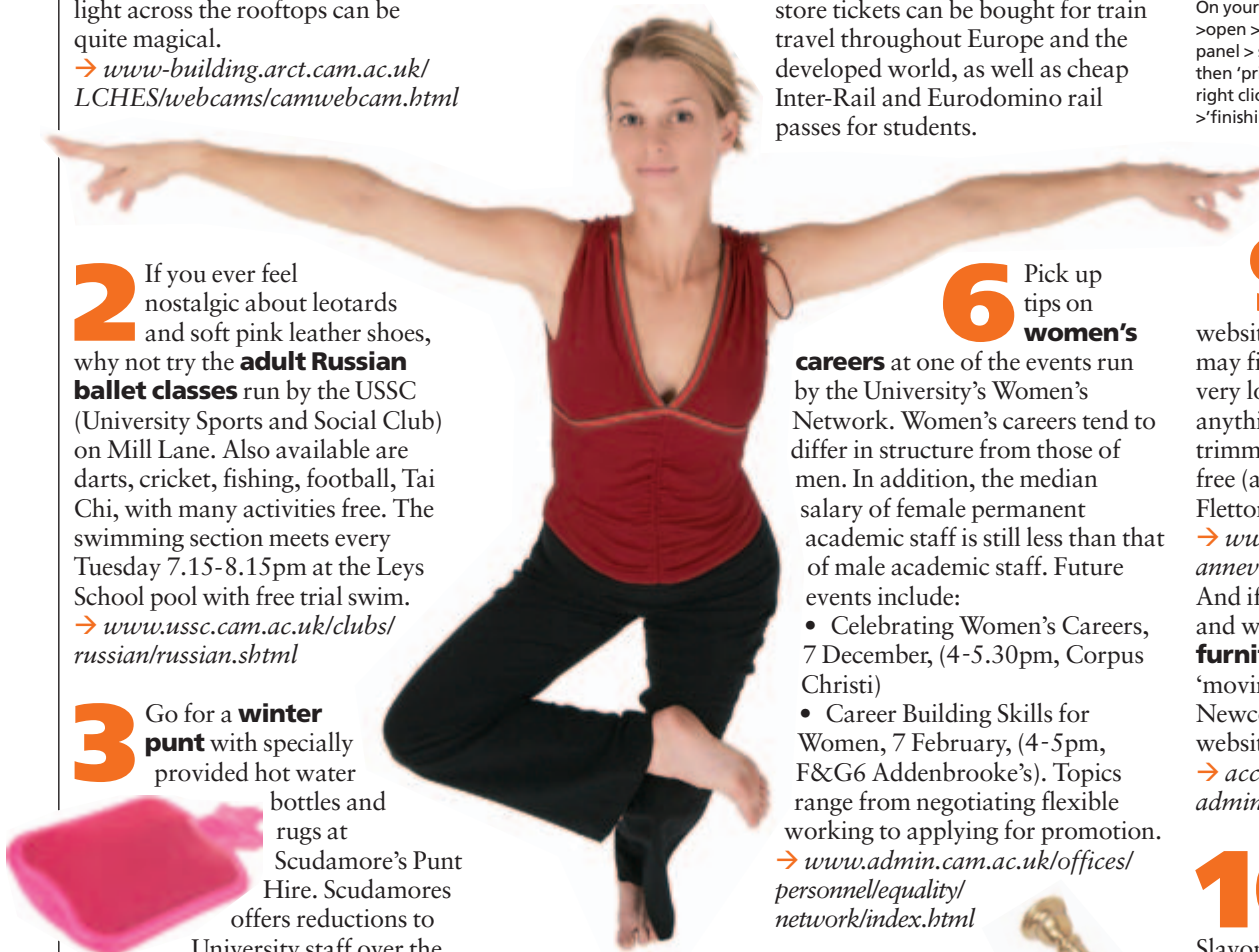 light across the rooftops can be
quite magical.
→ www-building.arct.cam.ac.uk/
LCHES/webcams/camwebcam.html
2 If you ever feel
nostalgic about leotards
and soft pink leather shoes,
why not try the adult Russian
ballet classes run by the USSC
(University Sports and Social Club)
on Mill Lane. Also available are
darts, cricket, fishing, football, Tai
Chi, with many activities free. The
swimming section meets every
Tuesday 7.15-8.15pm at the Leys
School pool with free trial swim.
→ www.ussc.cam.ac.uk/clubs/
russian/russian.shtml
3 Go for a winter
punt with specially
provided hot water
bottles and
rugs at
Scudamore's Punt
Hire. Scudamores
offers reductions to
University staff over the
store tickets can be bought for train
travel throughout Europe and the
developed world, as well as cheap
Inter-Rail and Eurodomino rail
passes for students.
6 Pick up
tips on
women's
careers at one of the events run
by the University's Women's
Network. Women's careers tend to
differ in structure from those of
men. In addition, the median
salary of female permanent
academic staff is still less than that
of male academic staff. Future
events include:
• Celebrating Women's Careers,
7 December, (4-5.30pm, Corpus
Christi)
• Career Building Skills for
Women, 7 February, (4-5pm,
F&G6 Addenbrooke's). Topics
range from negotiating flexible
working to applying for promotion.
→ www.admin.cam.ac.uk/offices/
personnel/equality/
network/index.html
On your
>open >
panel >
then 'pr
right clic
>'finishi
websit
may fi
very lo
anythi
trimm
free (a
Fletto
→ ww
annev
And if
and w
furni
'movin
Newc
websit
→ acc
admin
10
Slavo